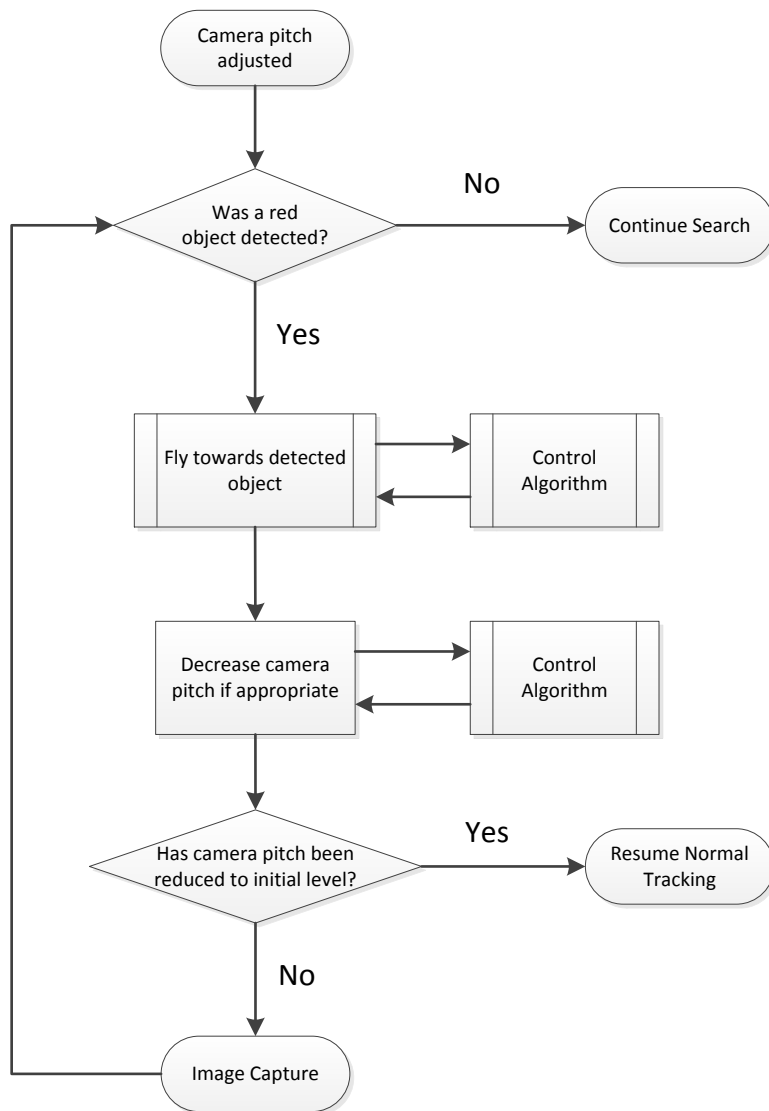 Camera pitch
adjusted
Was a red
object detected?
No
Continue Search
Yes
Fly towards detected
object
Control
Algorithm
Decrease camera
pitch if appropriate
Control
Algorithm
Has camera pitch been
reduced to initial level?
Yes
Resume Normal
Tracking
No
Image Capture